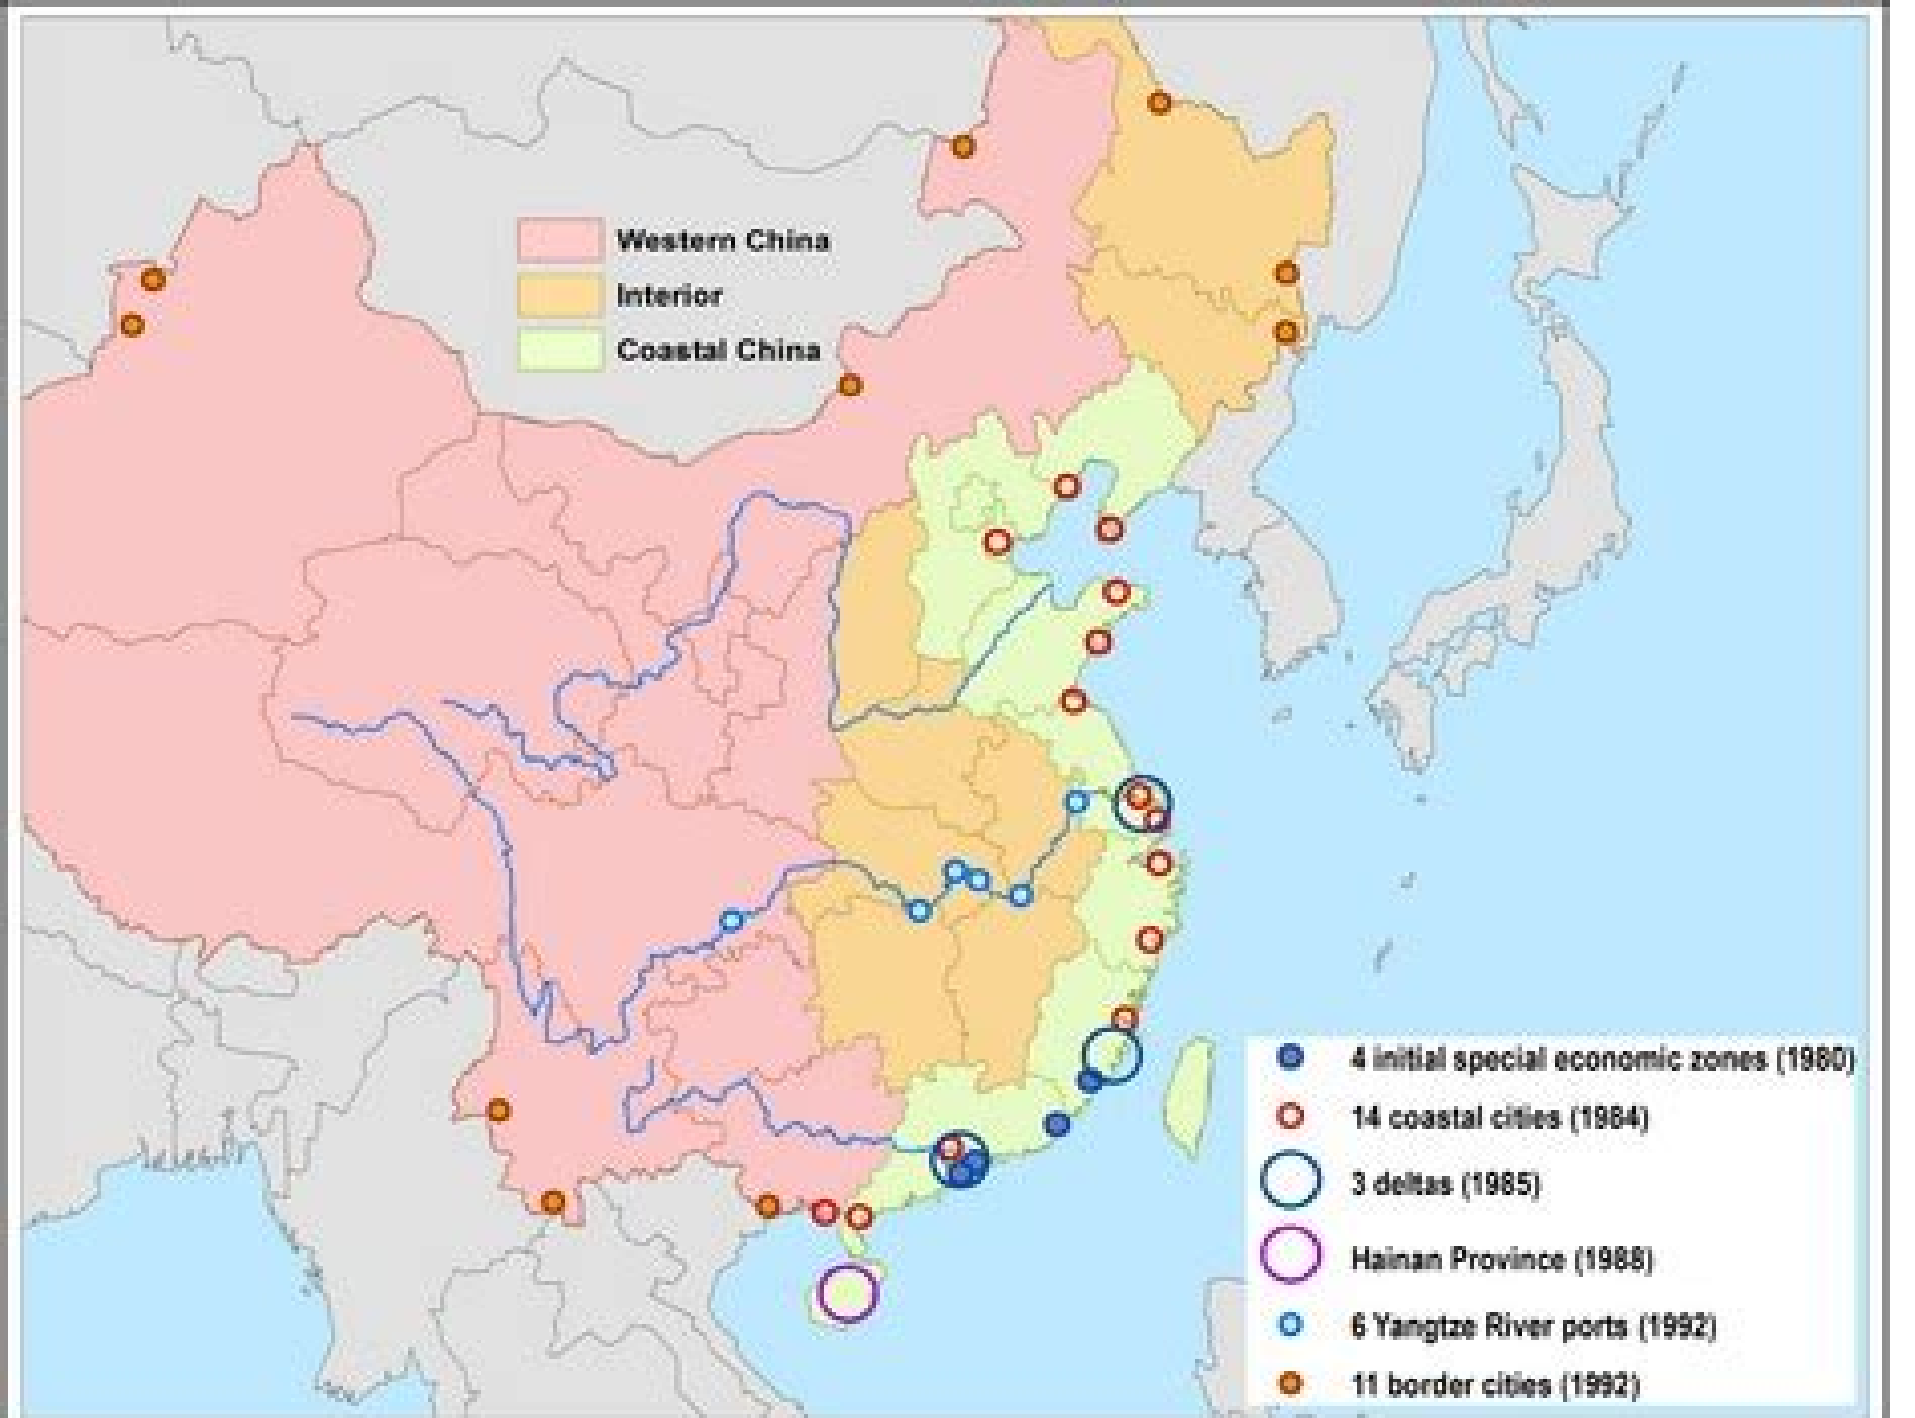 Western China
Interior
Coastal China
4 initial special economic zones (1980)
14 coastal cities (1984)
3 deltas (1985)
Hainan Province (1988)
6 Yangtze River ports (1992)
11 border cities (1992)